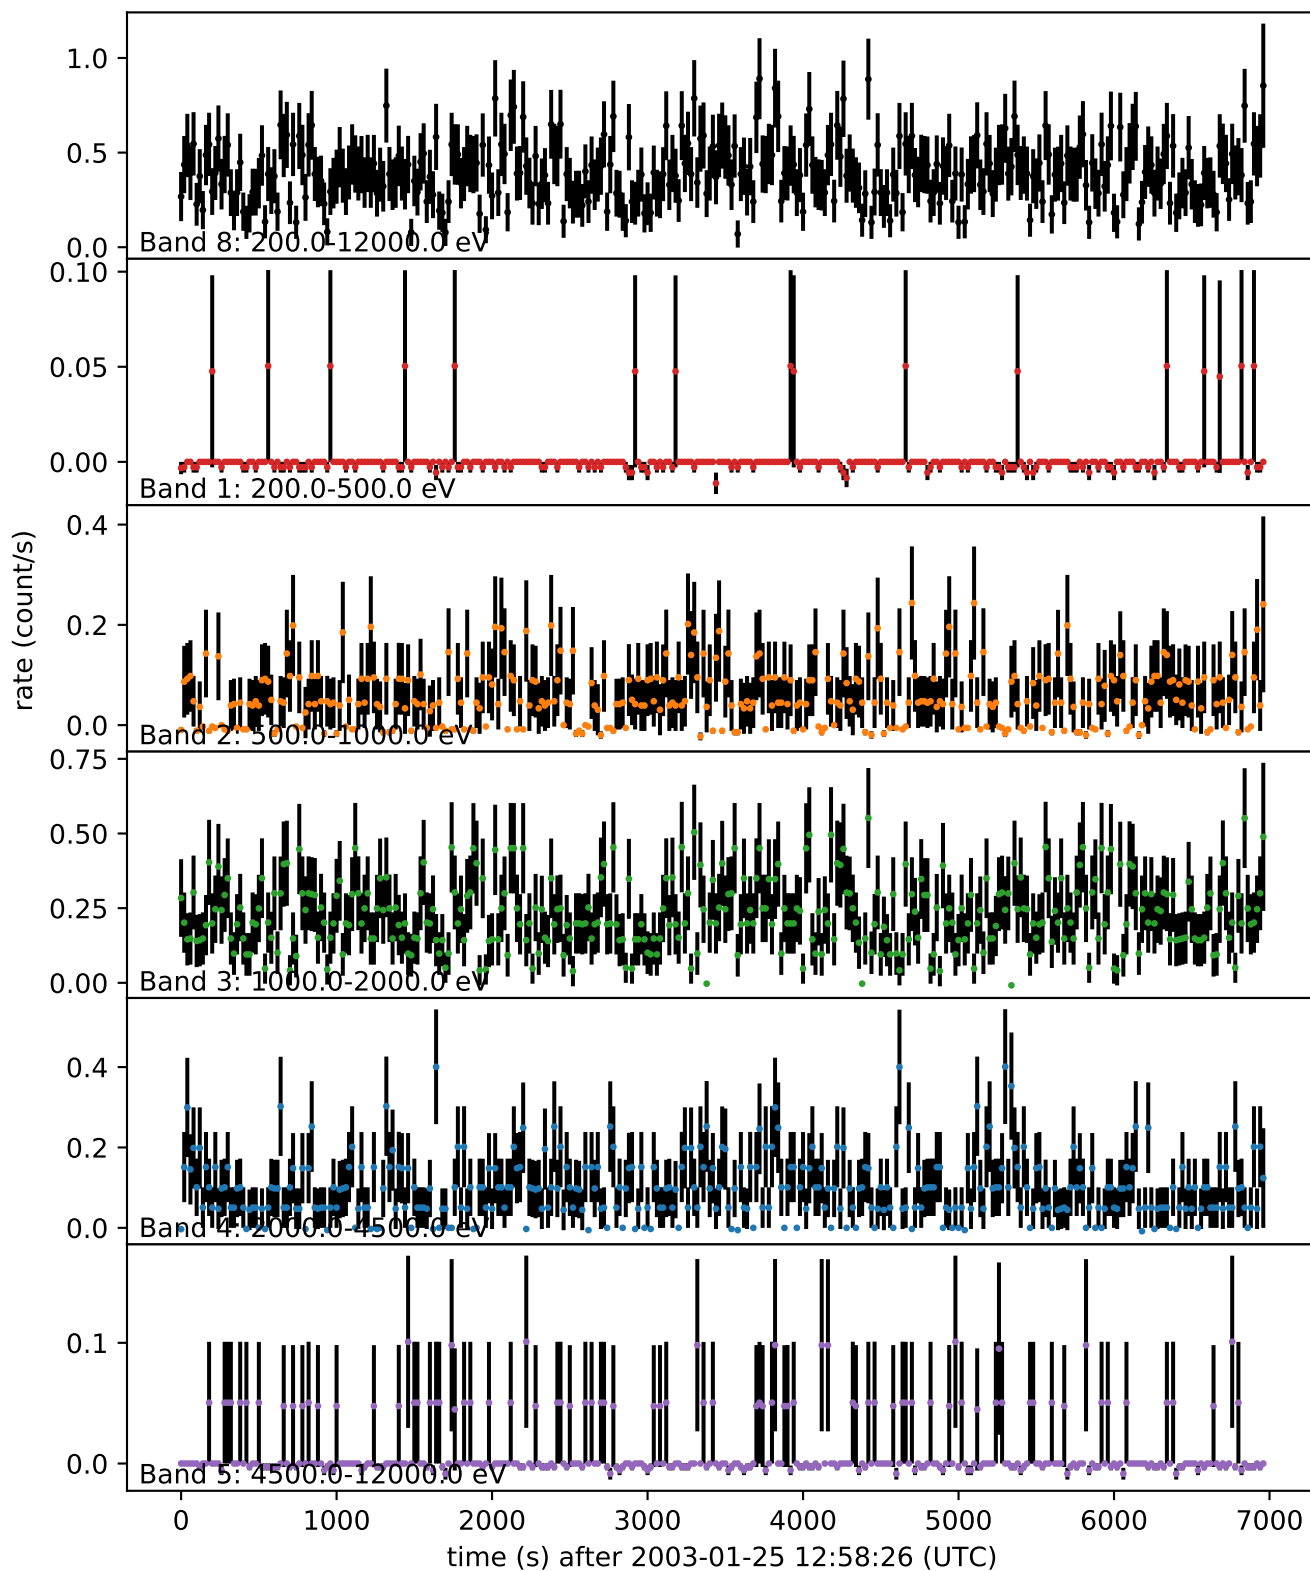 1.0
0.5
0.0
Band 8: 200.0-12000.0 eV
0.10
0.05
0.00
Band 1: 200.0-500.0 eV
0.4
0.2
0.0
Band 2: 500.0-1000.0 eV
rate (count/s)
0.75
0.50
0.25
0.00
Band 3: 1000.0-2000.0 eV
0.4
0.2
0.0
Band 4: 2000.0-4500.0 eV
0.1
0.0
Band 5: 4500.0-12000.0 eV
0 1000 2000 3000 4000 5000 6000 7000
time (s) after 2003-01-25 12:58:26 (UTC)